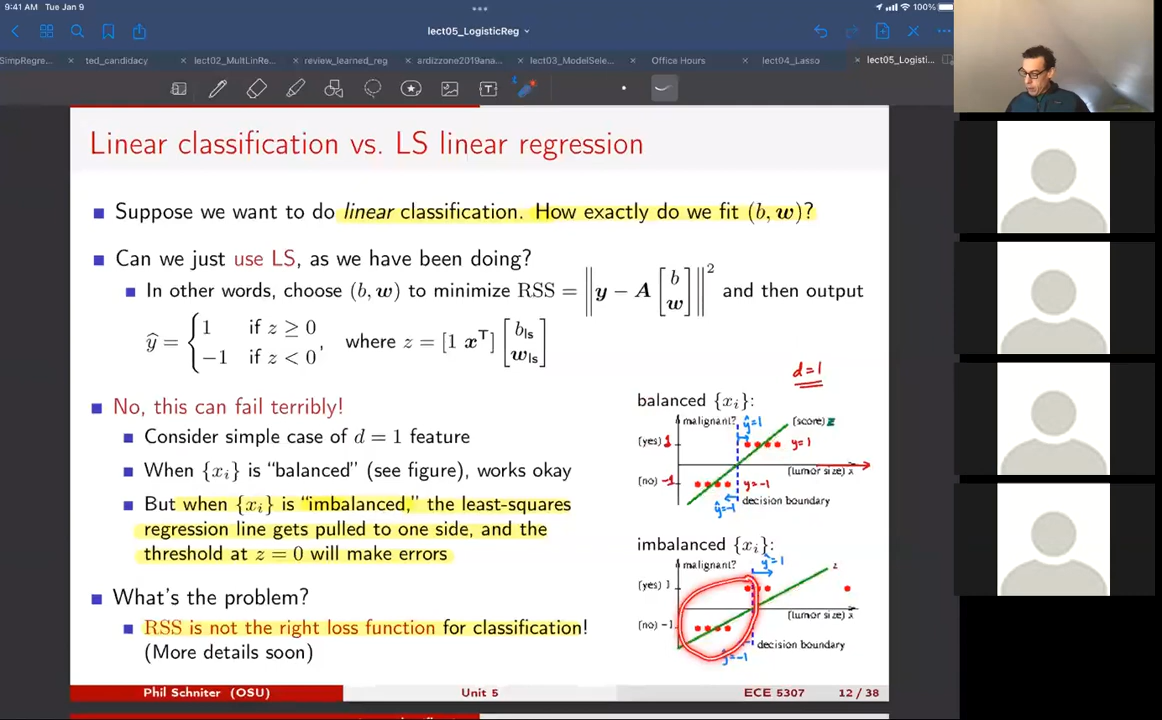 9:41 AM Tue Jan 9
100%
lect05_LogisticReg
SimpRegre...
ted_candidacy
lect02_MultLinRe...
review_learned_reg
ardizzone2019ana...
lect03_ModelSele...
Office Hours
lect04_Lasso
lect05_Logisti...
Linear classification vs. LS linear regression
Suppose we want to do linear classification. How exactly do we fit (b, w)?
Can we just use LS, as we have been doing?
In other words, choose (b, w) to minimize RSS = ‖y − A [b w]‖² and then output
ŷ = { 1 if z ≥ 0
−1 if z < 0 , where z = [1 xᵀ] [b_ls w_ls]
No, this can fail terribly!
Consider simple case of d = 1 feature
When {xᵢ} is “balanced” (see figure), works okay
But when {xᵢ} is “imbalanced,” the least-squares
regression line gets pulled to one side, and the
threshold at z = 0 will make errors
What’s the problem?
RSS is not the right loss function for classification!
(More details soon)
d=1
balanced {xᵢ}:
malignant?
ŷ=1
(score) z
(yes) 1
y=1
(tumor size) x
(no) -1
y=-1
ŷ=-1
decision boundary
imbalanced {xᵢ}:
malignant?
ŷ=1
z
(yes) 1
(tumor size) x
(no) -1
decision boundary
ŷ=-1
Phil Schniter (OSU)
Unit 5
ECE 5307
12 / 38